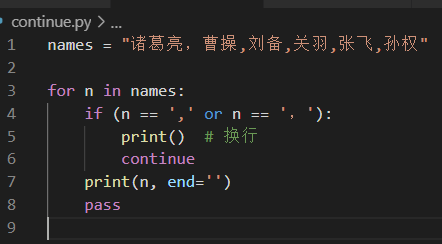 continue.py > ...
1 names = "诸葛亮，曹操,刘备,关羽,张飞,孙权"
2
3 for n in names:
4     if (n == ',' or n == '，'):
5         print()  # 换行
6         continue
7     print(n, end='')
8     pass
9